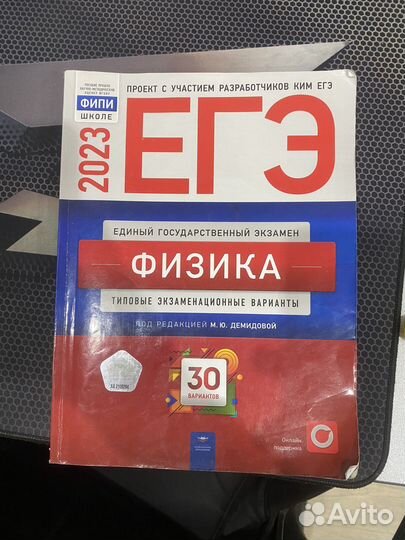 ПРОЕКТ С УЧАСТИЕМ РАЗРАБОТЧИКОВ КИМ ЕГЭ
ФИПИ
ШКОЛЕ
2023
ЕГЭ
ЕДИНЫЙ ГОСУДАРСТВЕННЫЙ ЭКЗАМЕН
ФИЗИКА
ТИПОВЫЕ ЭКЗАМЕНАЦИОННЫЕ ВАРИАНТЫ
ПОД РЕДАКЦИЕЙ М. Ю. ДЕМИДОВОЙ
30
ВАРИАНТОВ
Онлайн
поддержка
Avito